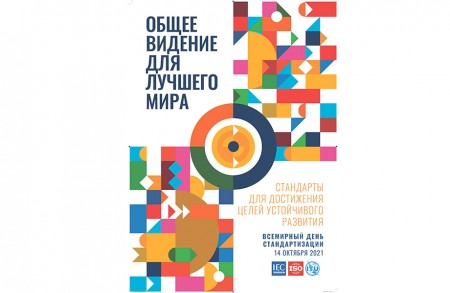 ОБЩЕЕ
ВИДЕНИЕ
ДЛЯ
ЛУЧШЕГО
МИРА
СТАНДАРТЫ
ДЛЯ ДОСТИЖЕНИЯ
ЦЕЛЕЙ УСТОЙЧИВОГО
РАЗВИТИЯ
ВСЕМИРНЫЙ ДЕНЬ
СТАНДАРТИЗАЦИИ
14 ОКТЯБРЯ 2021
IEC ISO ITU